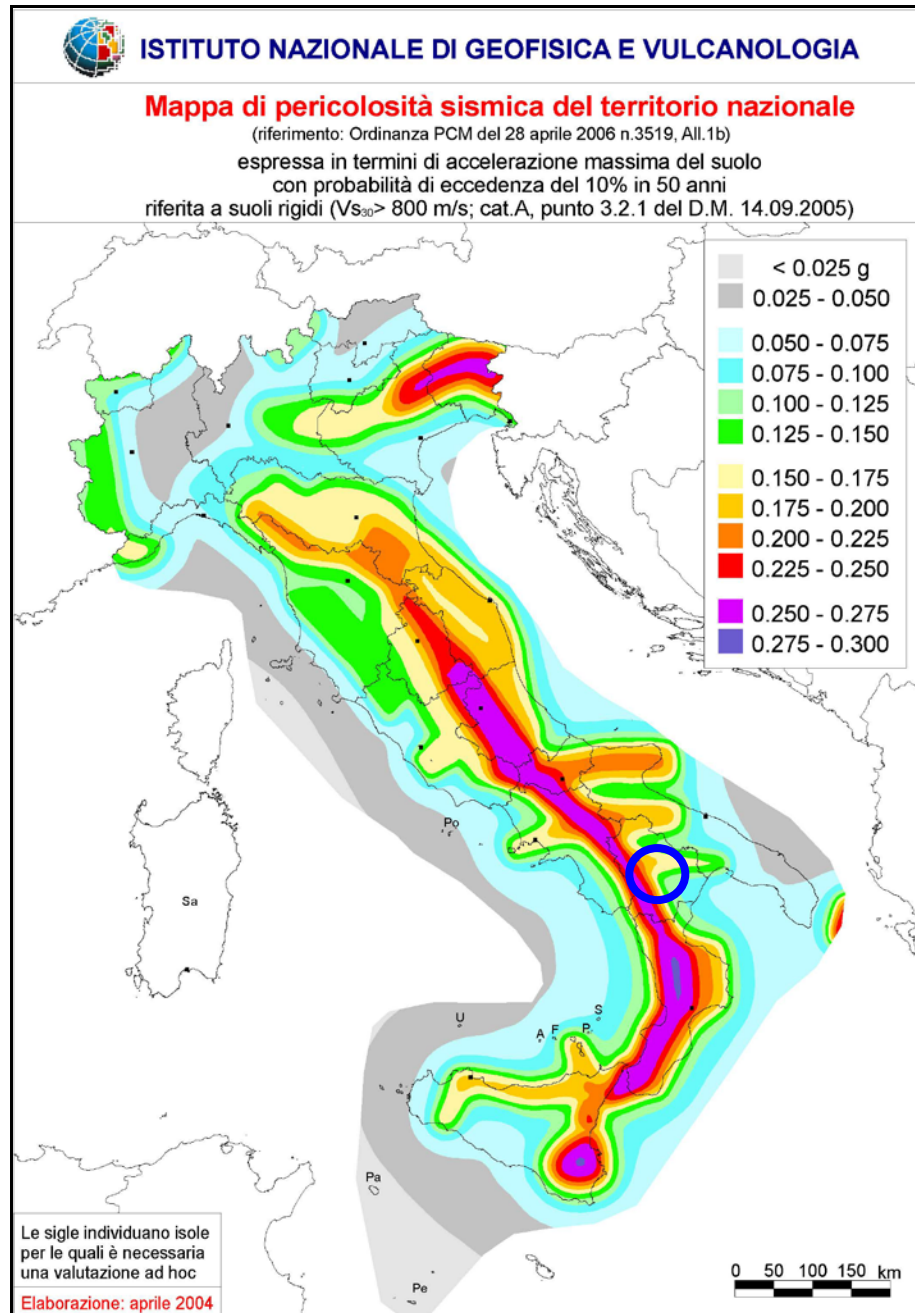 ISTITUTO NAZIONALE DI GEOFISICA E VULCANOLOGIA
Mappa di pericolosità sismica del territorio nazionale
(riferimento: Ordinanza PCM del 28 aprile 2006 n.3519, All.1b)
espressa in termini di accelerazione massima del suolo
con probabilità di eccedenza del 10% in 50 anni
riferita a suoli rigidi (Vs30> 800 m/s; cat.A, punto 3.2.1 del D.M. 14.09.2005)
< 0.025 g
0.025 - 0.050
0.050 - 0.075
0.075 - 0.100
0.100 - 0.125
0.125 - 0.150
0.150 - 0.175
0.175 - 0.200
0.200 - 0.225
0.225 - 0.250
0.250 - 0.275
0.275 - 0.300
Po
Sa
U
A F P S
Pa
Pe
Le sigle individuano isole
per le quali è necessaria
una valutazione ad hoc
Elaborazione: aprile 2004
0 50 100 150 km